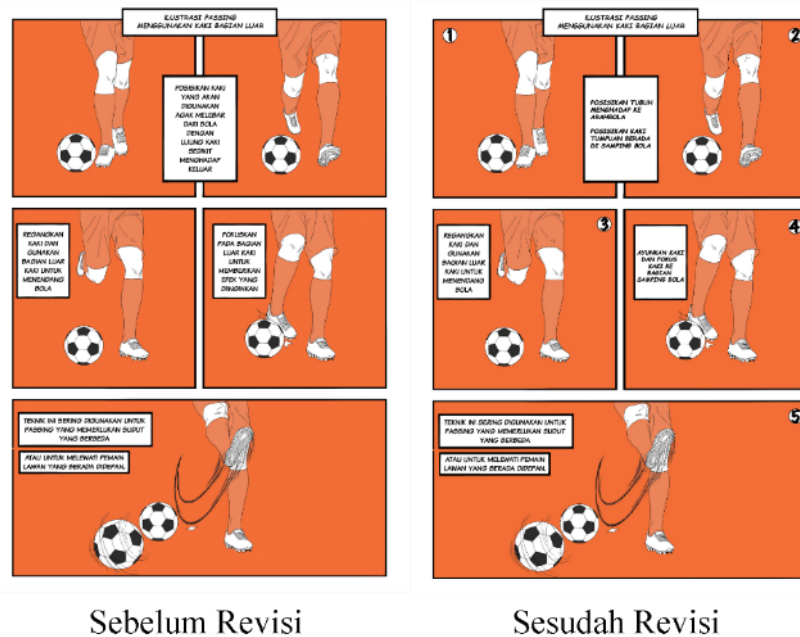 ILUSTRASI PASSING
MENGGUNAKAN KAKI BAGIAN LUAR
POSISIKAN KAKI
YANG AKAN
DIGUNAKAN
AGAK MELEBAR
DARI BOLA
DENGAN
UJUNG KAKI
SEDIKIT
MENGHADAP
KELUAR
REGANGKAN
KAKI DAN
GUNAKAN
BAGIAN LUAR
KAKI UNTUK
MENENDANG
BOLA
FOKUSKAN
PADA BAGIAN
LUAR KAKI
UNTUK
MEMBERIKAN
EFEK YANG
DIINGINKAN
TEKNIK INI SERING DIGUNAKAN UNTUK
PASSING YANG MEMERLUKAN SUDUT
YANG BERBEDA
ATAU UNTUK MELEWATI PEMAIN
LAWAN YANG BERADA DIDEPAN.
Sebelum Revisi
ILUSTRASI PASSING
MENGGUNAKAN KAKI BAGIAN LUAR
1
2
POSISIKAN TUBUH
MENGHADAP KE
ARAHBOLA
POSISIKAN KAKI
TUMPUAN BERADA
DI SAMPING BOLA
3
REGANGKAN
KAKI DAN
GUNAKAN
BAGIAN LUAR
KAKI UNTUK
MENENDANG
BOLA
4
AYUNKAN KAKI
DAN FOKUS
KAKI KE
BAGIAN
SAMPING BOLA
5
TEKNIK INI SERING DIGUNAKAN UNTUK
PASSING YANG MEMERLUKAN SUDUT
YANG BERBEDA
ATAU UNTUK MELEWATI PEMAIN
LAWAN YANG BERADA DIDEPAN.
Sesudah Revisi